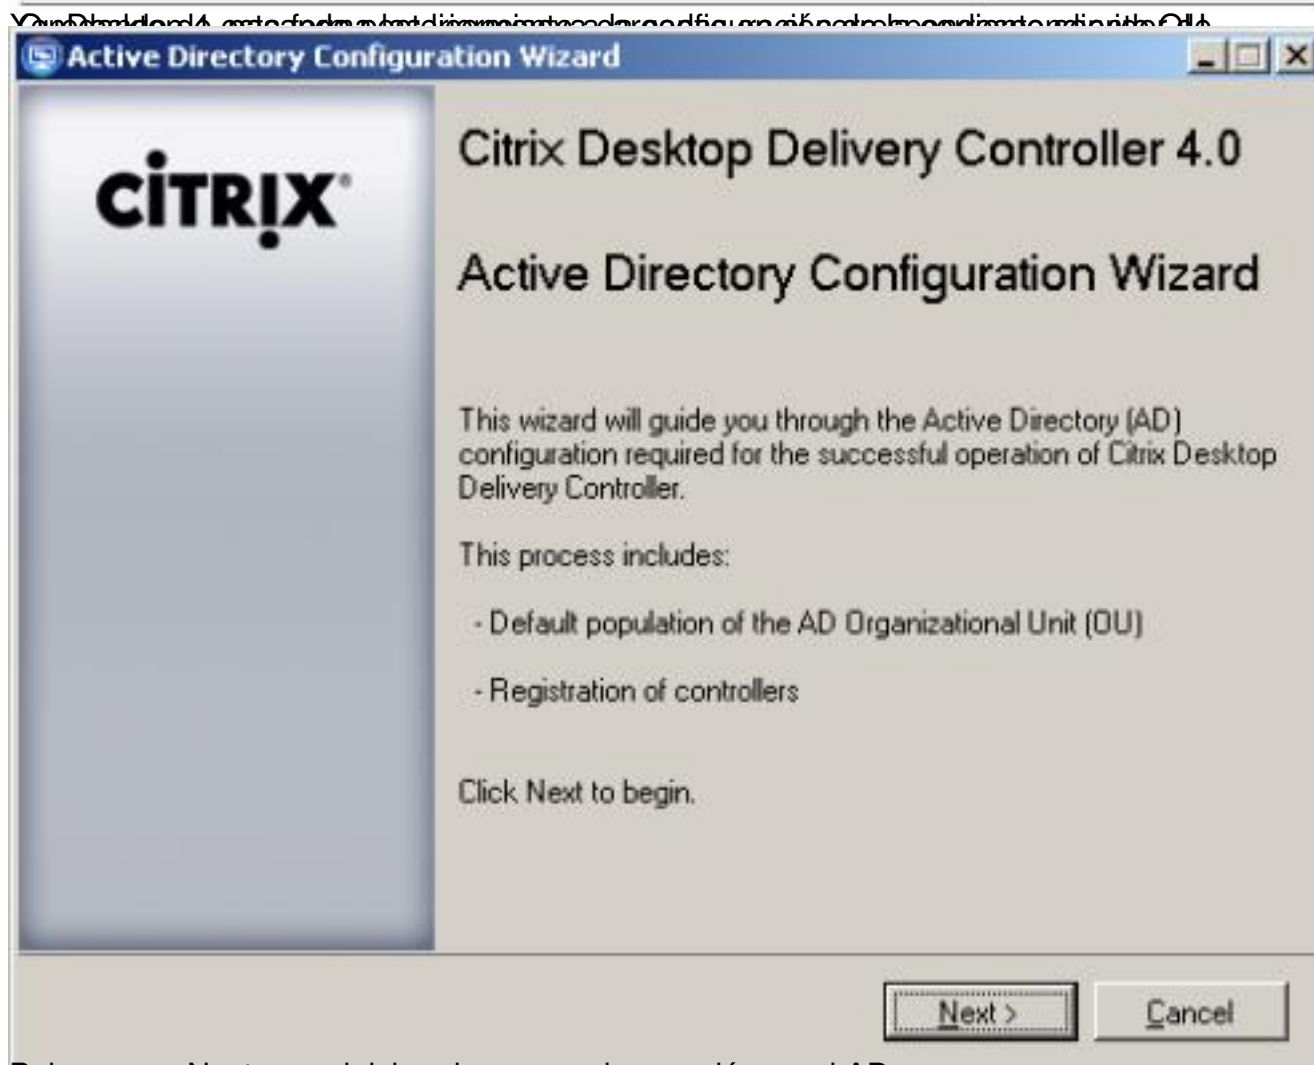 Active Directory Configuration Wizard
CITRIX
Citrix Desktop Delivery Controller 4.0
Active Directory Configuration Wizard
This wizard will guide you through the Active Directory (AD)
configuration required for the successful operation of Citrix Desktop
Delivery Controller.
This process includes:
- Default population of the AD Organizational Unit (OU)
- Registration of controllers
Click Next to begin.
Next >
Cancel